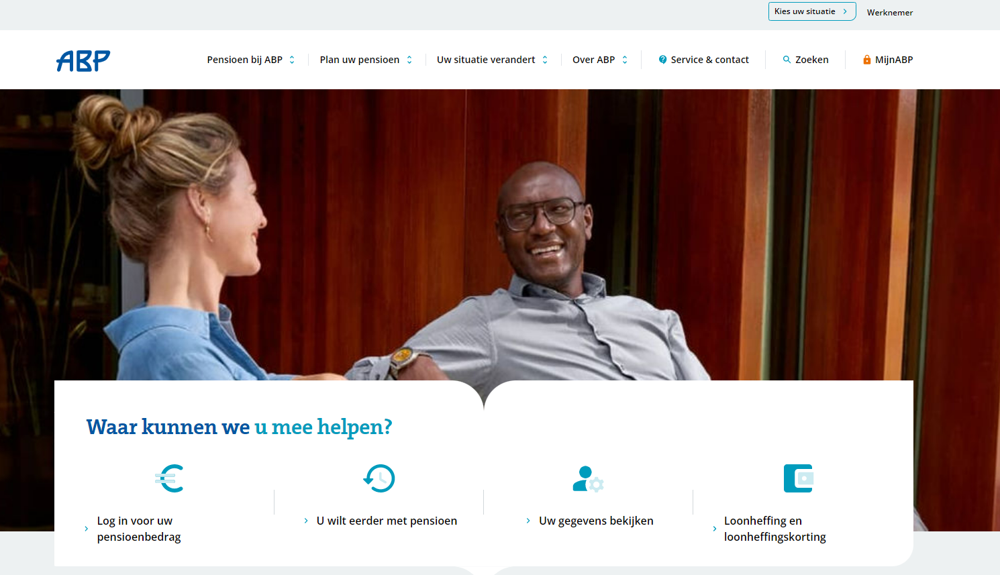 Kies uw situatie
Werknemer
ABP
Pensioen bij ABP
Plan uw pensioen
Uw situatie verandert
Over ABP
Service & contact
Zoeken
MijnABP
Waar kunnen we u mee helpen?
Log in voor uw
pensioenbedrag
U wilt eerder met pensioen
Uw gegevens bekijken
Loonheffing en
loonheffingskorting